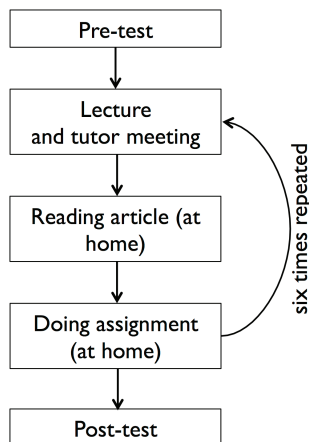 Pre-test
Lecture
and tutor meeting
Reading article (at
home)
six times repeated
Doing assignment
(at home)
Post-test